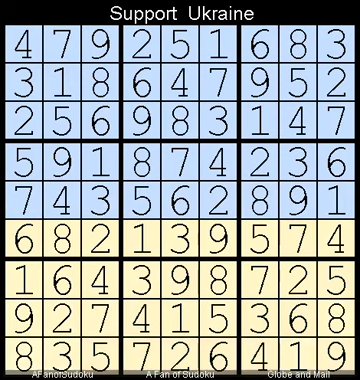 Support Ukraine
4 7 9 2 5 1 6 8 3
3 1 8 6 4 7 9 5 2
2 5 6 9 8 3 1 4 7
5 9 1 8 7 4 2 3 6
7 4 3 5 6 2 8 9 1
6 8 2 1 3 9 5 7 4
1 6 4 3 9 8 7 2 5
9 2 7 4 1 5 3 6 8
8 3 5 7 2 6 4 1 9
AFanofSudoku A Fan of Sudoku Globe and Mail